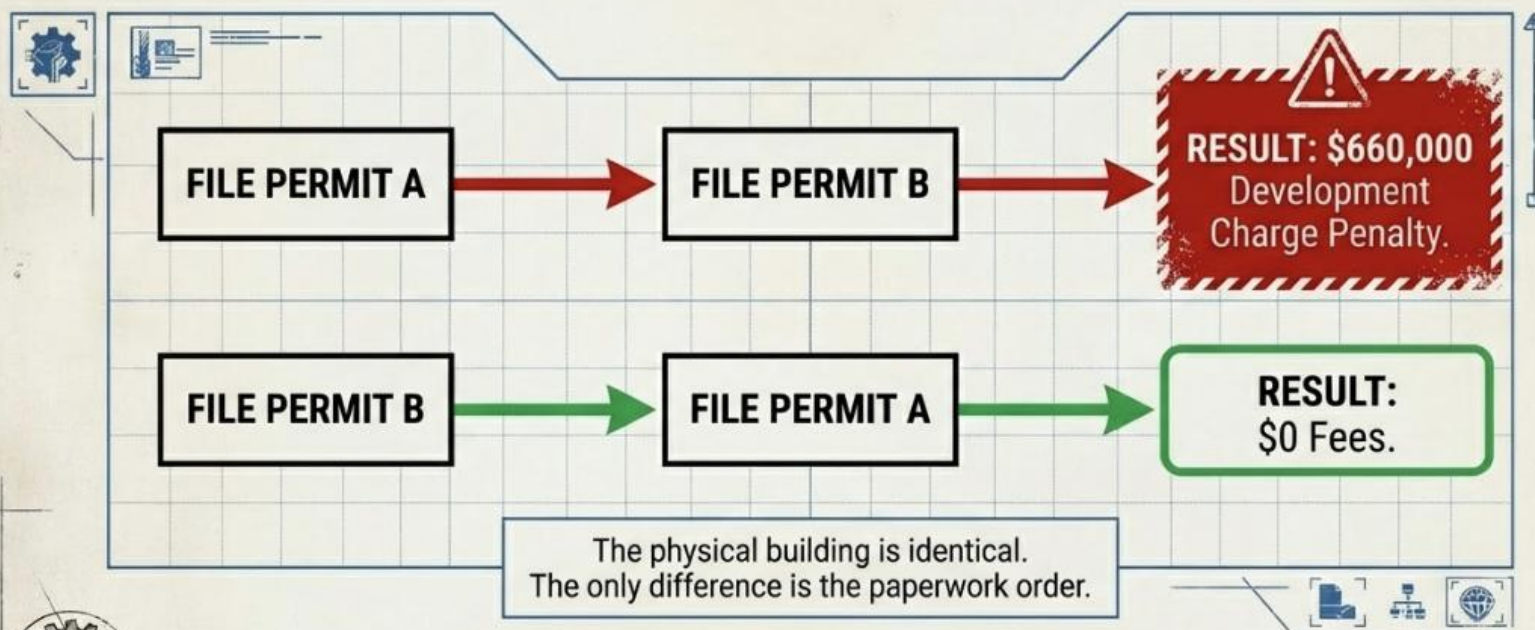 FILE PERMIT A
FILE PERMIT B
RESULT: $660,000
Development
Charge Penalty.
FILE PERMIT B
FILE PERMIT A
RESULT:
$0 Fees.
The physical building is identical.
The only difference is the paperwork order.